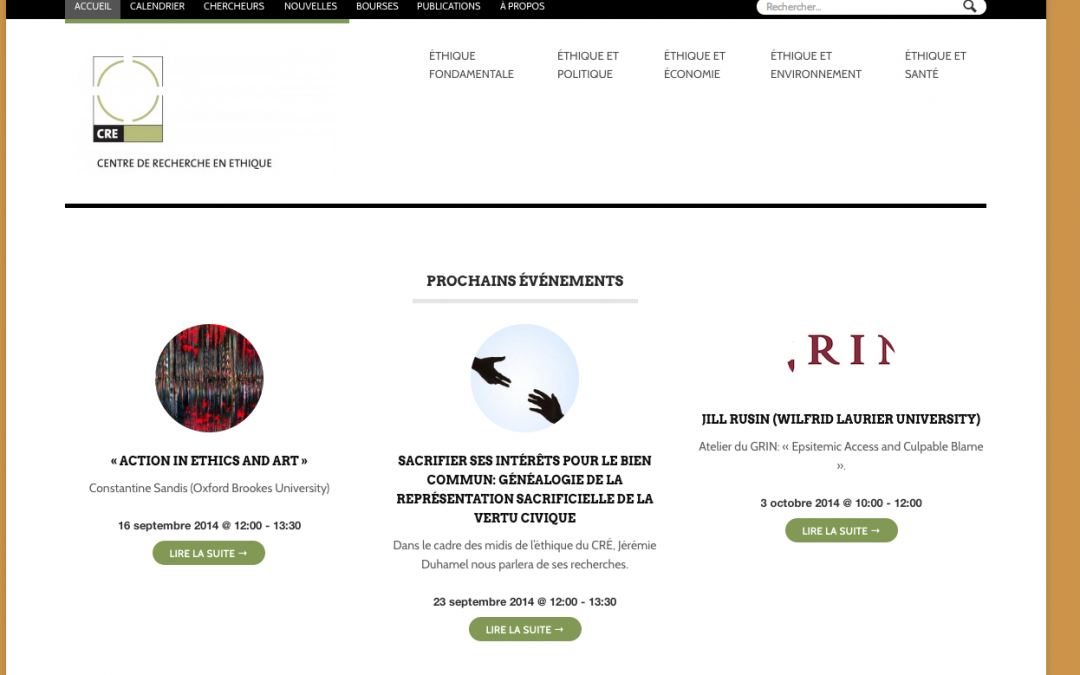 ACCUEIL CALENDRIER CHERCHEURS NOUVELLES BOURSES PUBLICATIONS À PROPOS Rechercher...
ÉTHIQUE
FONDAMENTALE
ÉTHIQUE ET
POLITIQUE
ÉTHIQUE ET
ÉCONOMIE
ÉTHIQUE ET
ENVIRONNEMENT
ÉTHIQUE ET
SANTÉ
CRE
CENTRE DE RECHERCHE EN ETHIQUE
PROCHAINS ÉVÉNEMENTS
« ACTION IN ETHICS AND ART »
Constantine Sandis (Oxford Brookes University)
16 septembre 2014 @ 12:00 - 13:30
LIRE LA SUITE →
SACRIFIER SES INTÉRÊTS POUR LE BIEN
COMMUN: GÉNÉALOGIE DE LA
REPRÉSENTATION SACRIFICIELLE DE LA
VERTU CIVIQUE
Dans le cadre des midis de l'éthique du CRÉ, Jérémie
Duhamel nous parlera de ses recherches.
23 septembre 2014 @ 12:00 - 13:30
LIRE LA SUITE →
RIN
JILL RUSIN (WILFRID LAURIER UNIVERSITY)
Atelier du GRIN: « Epsitemic Access and Culpable Blame
».
3 octobre 2014 @ 10:00 - 12:00
LIRE LA SUITE →